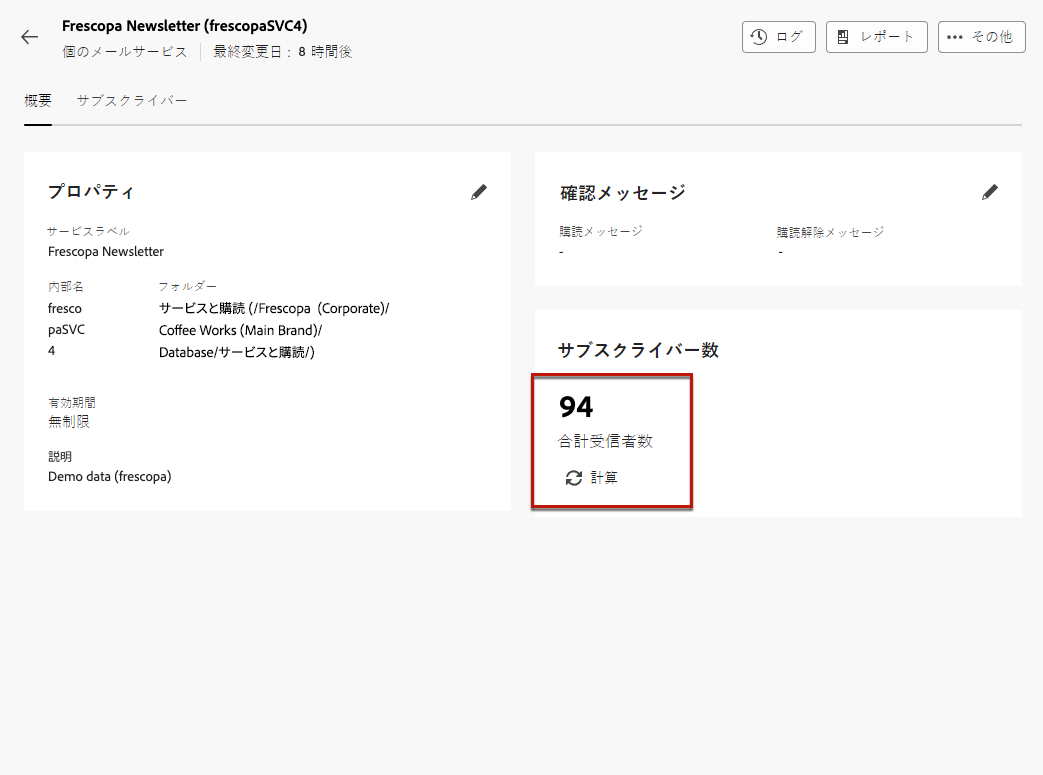 Frescopa Newsletter (frescopaSVC4)
個のメールサービス 最終変更日: 8 時間後
ログ
レポート
その他
概要 サブスクライバー
プロパティ
サービスラベル
Frescopa Newsletter
内部名 フォルダー
fresco サービスと購読 (/Frescopa (Corporate)/
paSVC Coffee Works (Main Brand)/
4 Database/サービスと購読/)
有効期間
無制限
説明
Demo data (frescopa)
確認メッセージ
購読メッセージ 購読解除メッセージ
- -
サブスクライバー数
94
合計受信者数
計算